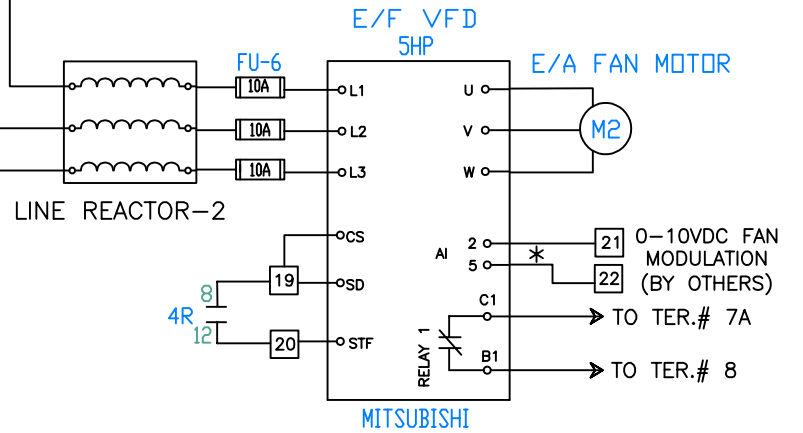 E/F VFD
5HP
FU-6
E/A FAN MOTOR
10A
L1
U
10A
L2
V
M2
10A
L3
W
LINE REACTOR-2
CS
AI
2
*
21
0-10VDC FAN
MODULATION
(BY OTHERS)
5
22
19
SD
8
4R
12
20
STF
RELAY 1
C1
TO TER.# 7A
B1
TO TER.# 8
MITSUBISHI